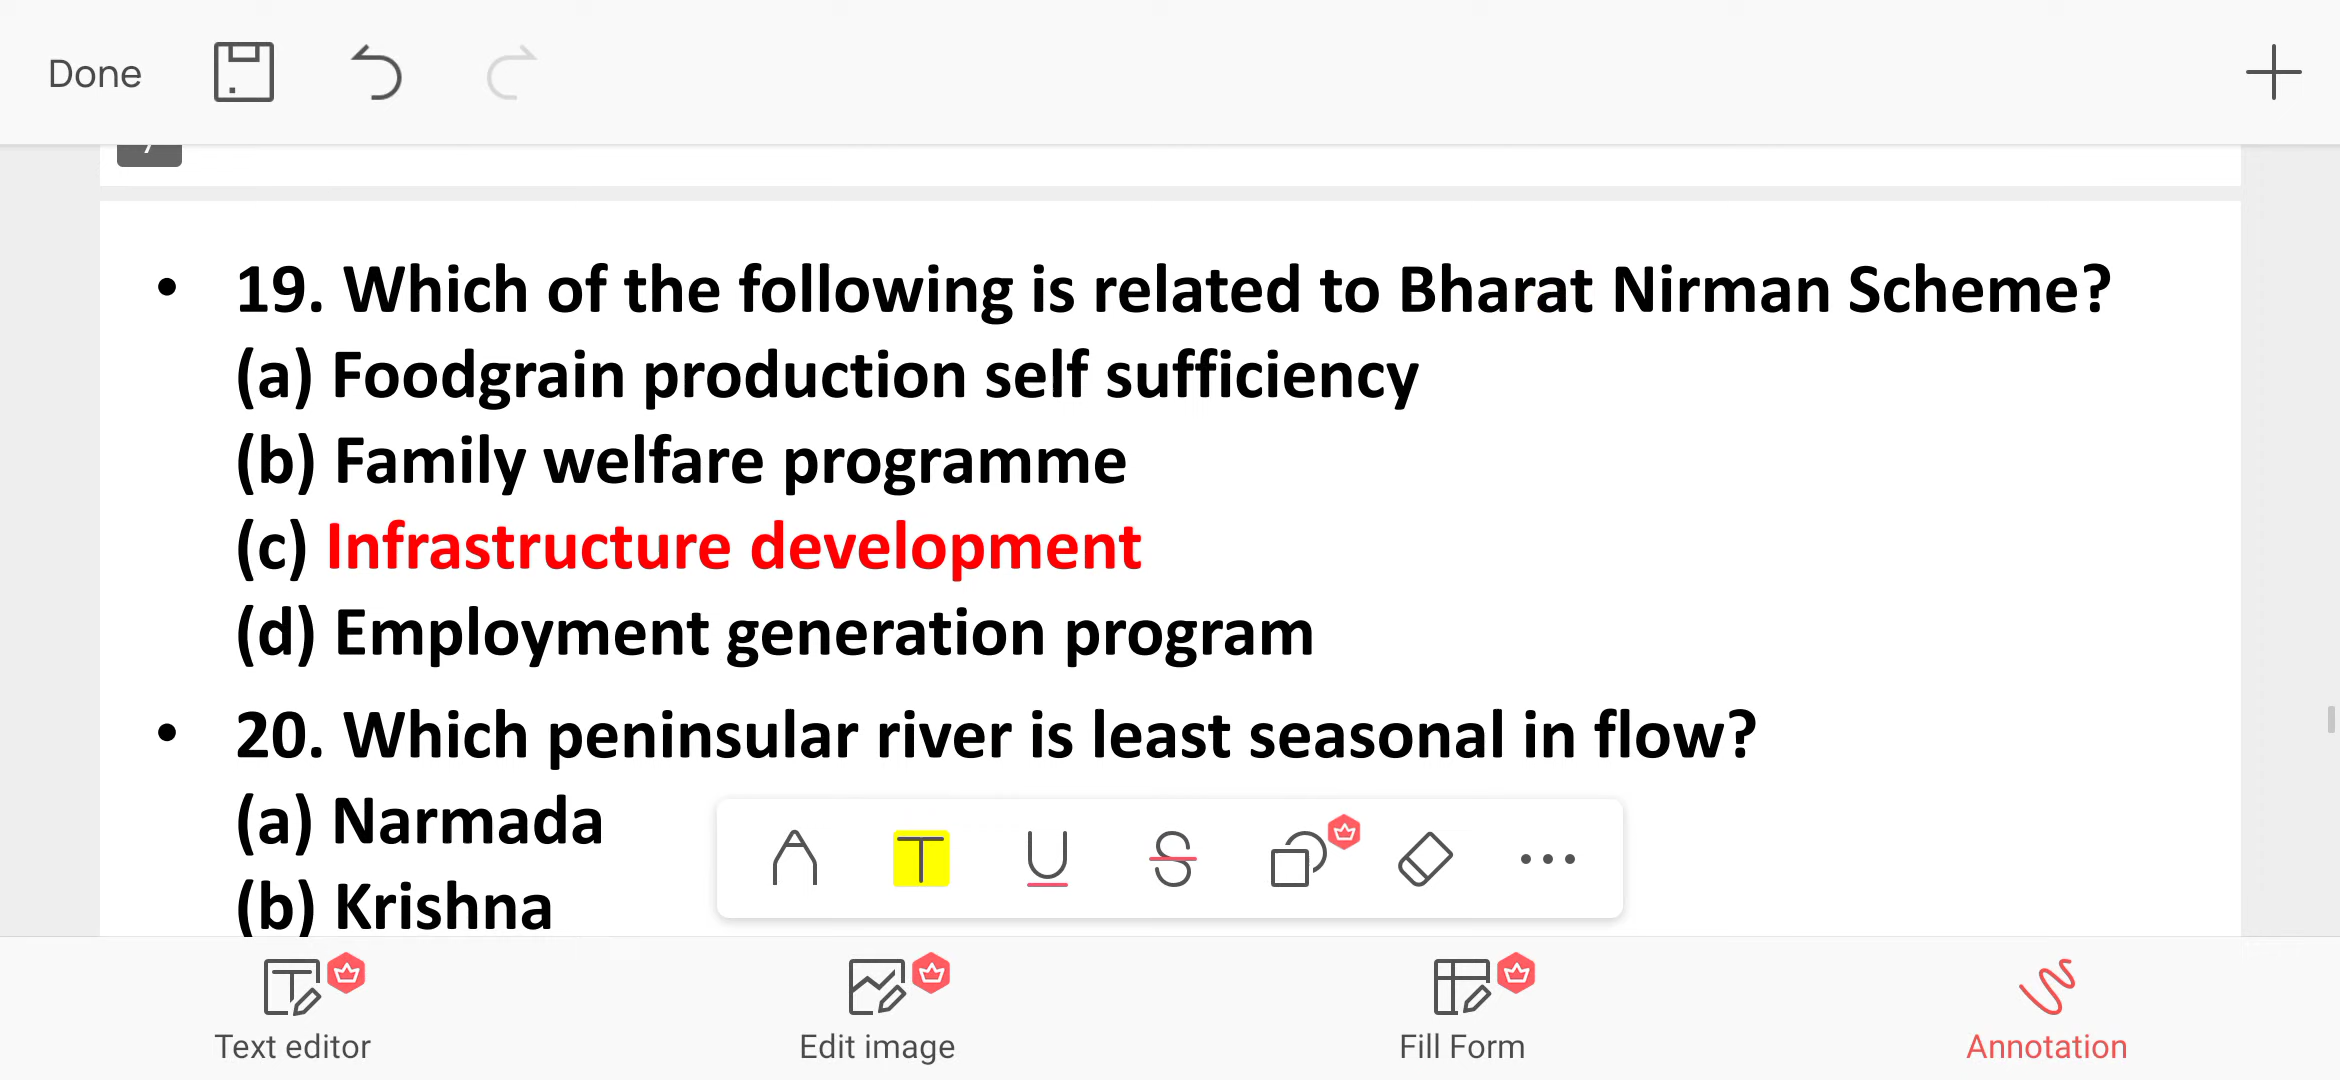 Done
• 19. Which of the following is related to Bharat Nirman Scheme?
(a) Foodgrain production self sufficiency
(b) Family welfare programme
(c) Infrastructure development
(d) Employment generation program
• 20. Which peninsular river is least seasonal in flow?
(a) Narmada
(b) Krishna
Text editor
Edit image
Fill Form
Annotation